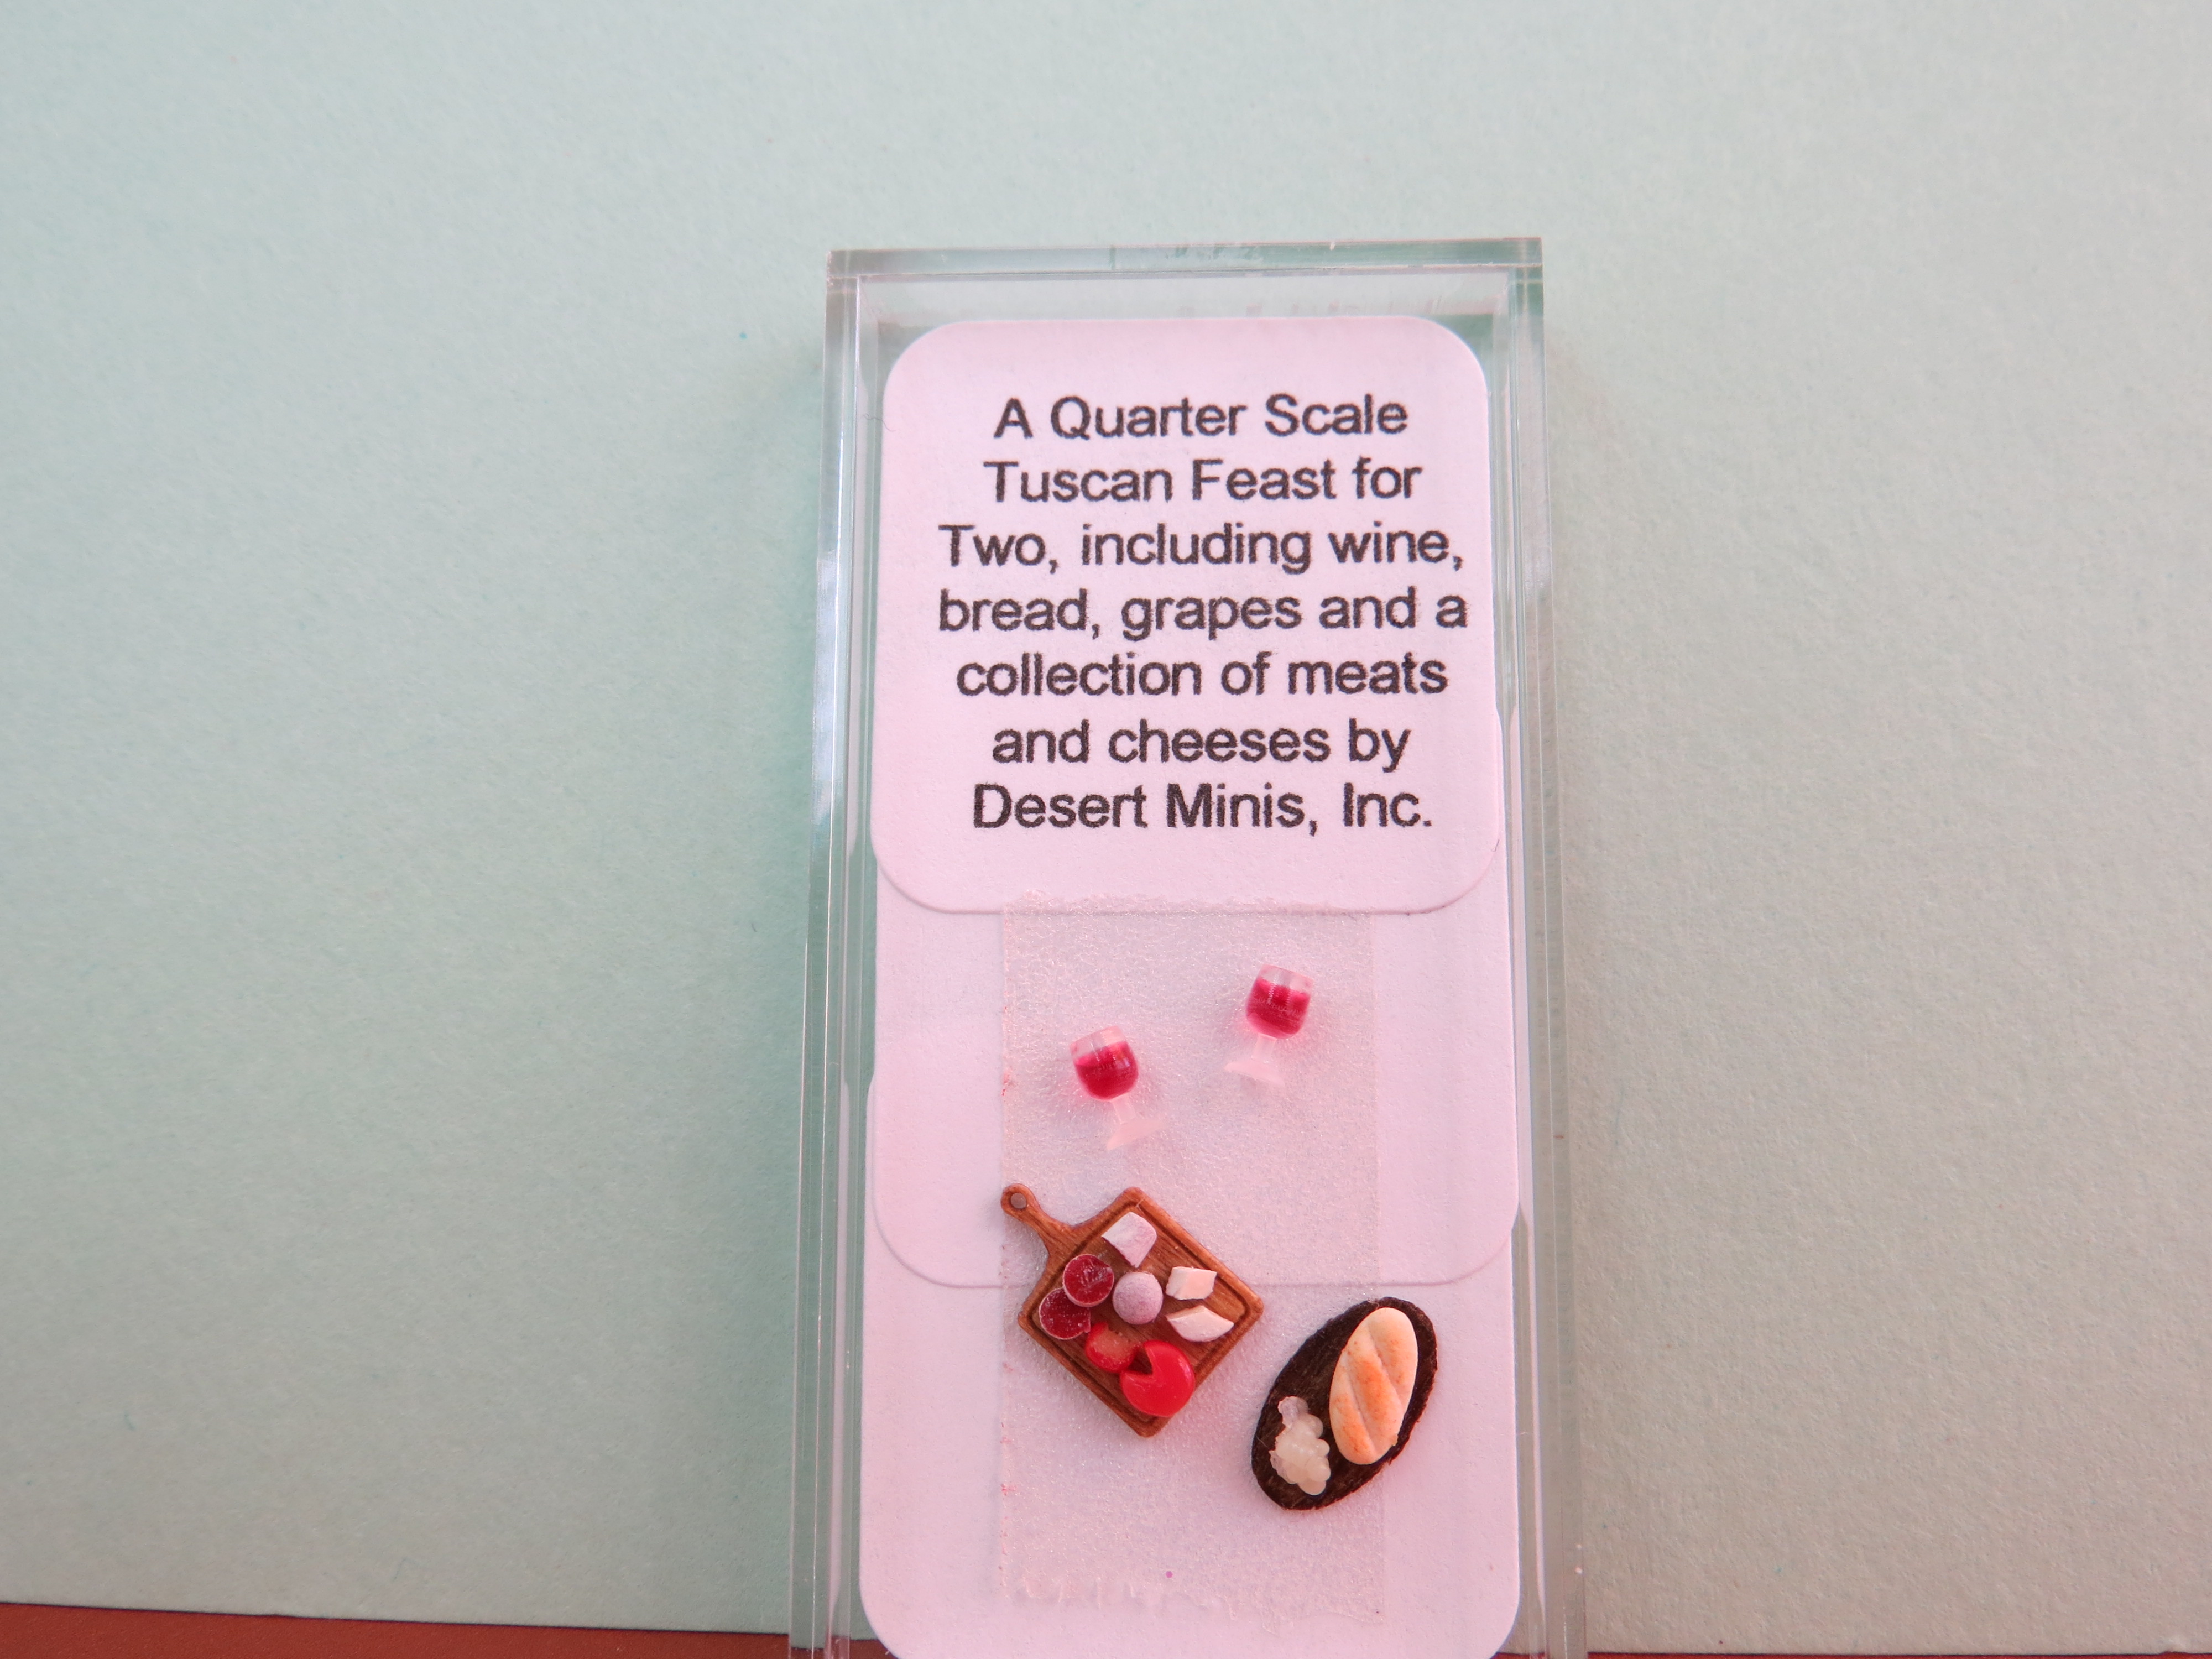 A Quarter Scale
Tuscan Feast for
Two, including wine,
bread, grapes and a
collection of meats
and cheeses by
Desert Minis, Inc.